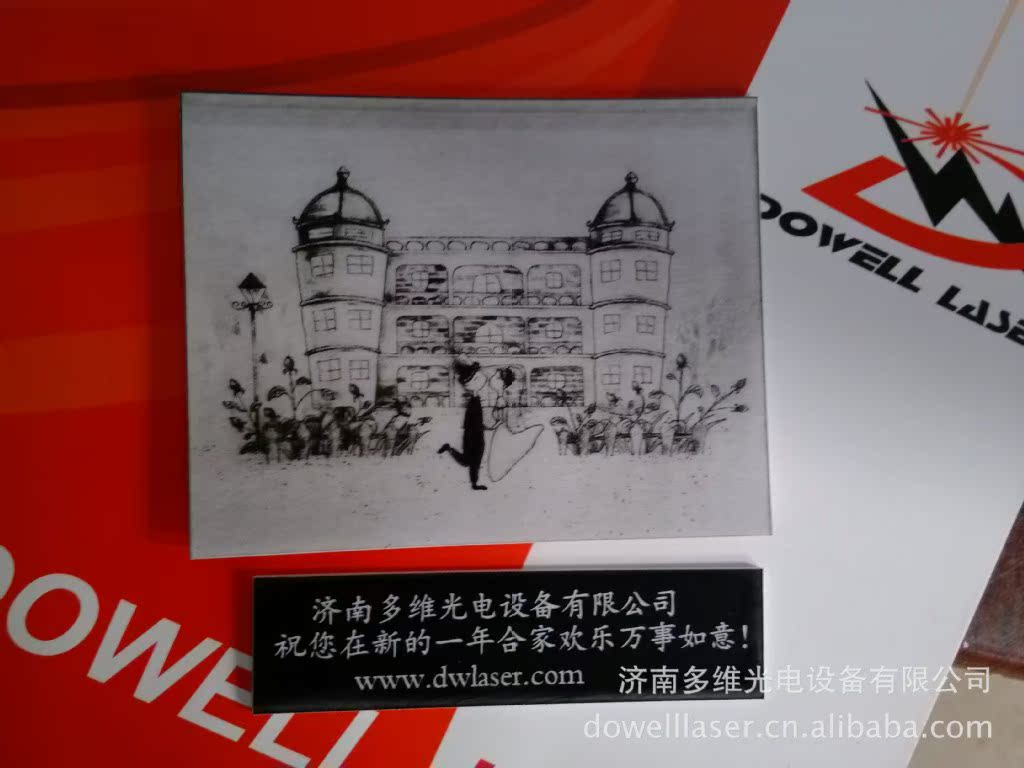 DOWELL LASE
济南多维光电设备有限公司
祝您在新的一年合家欢乐万事如意!
www.dwlaser.com
DOWELL
济南多维光电设备有限公司
dowelllaser.cn.alibaba.com